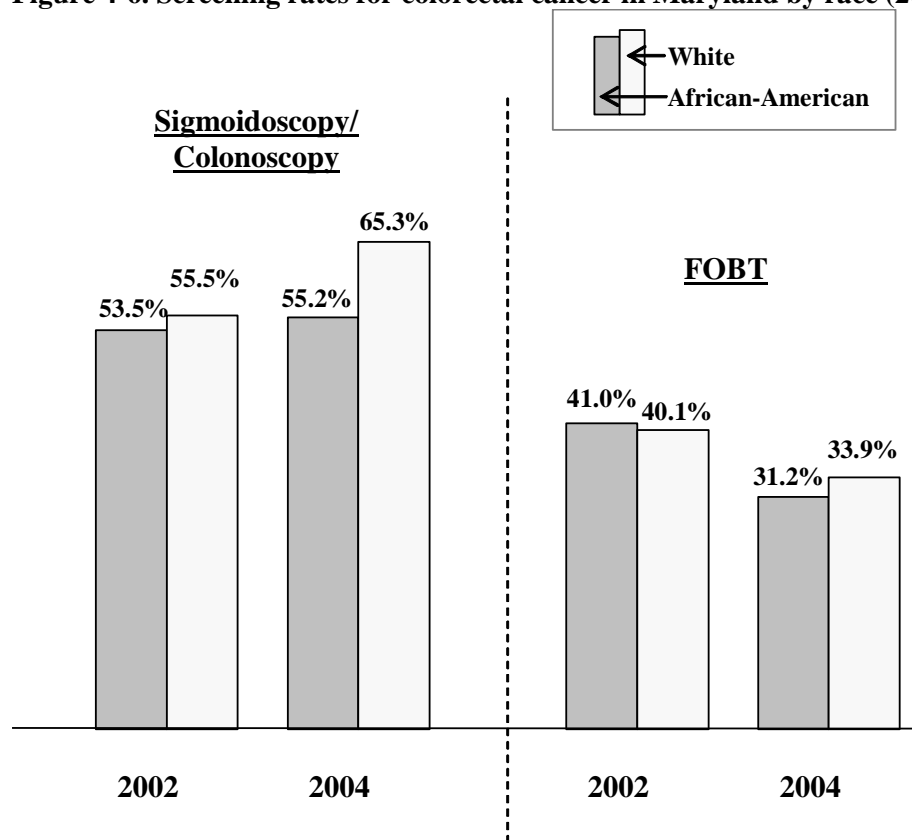 Figure 4-6. Screening rates for colorectal cancer in Maryland by race (2
White
African-American
Sigmoidoscopy/
Colonoscopy
65.3%
55.5%
53.5%
55.2%
FOBT
41.0%
40.1%
33.9%
31.2%
2002
2004
2002
2004